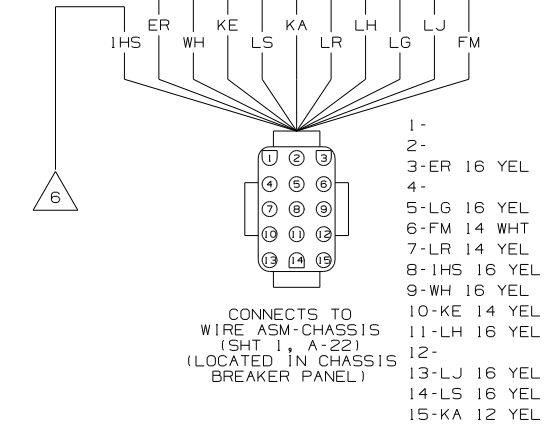 1HS
ER
WH
KE
LS
KA
LR
LH
LG
LJ
FM
6
1 2 3
4 5 6
7 8 9
10 11 12
13 14 15
CONNECTS TO
WIRE ASM-CHASSIS
(SHT 1, A-22)
(LOCATED IN CHASSIS
BREAKER PANEL)
1-
2-
3-ER 16 YEL
4-
5-LG 16 YEL
6-FM 14 WHT
7-LR 14 YEL
8-1HS 16 YEL
9-WH 16 YEL
10-KE 14 YEL
11-LH 16 YEL
12-
13-LJ 16 YEL
14-LS 16 YEL
15-KA 12 YEL